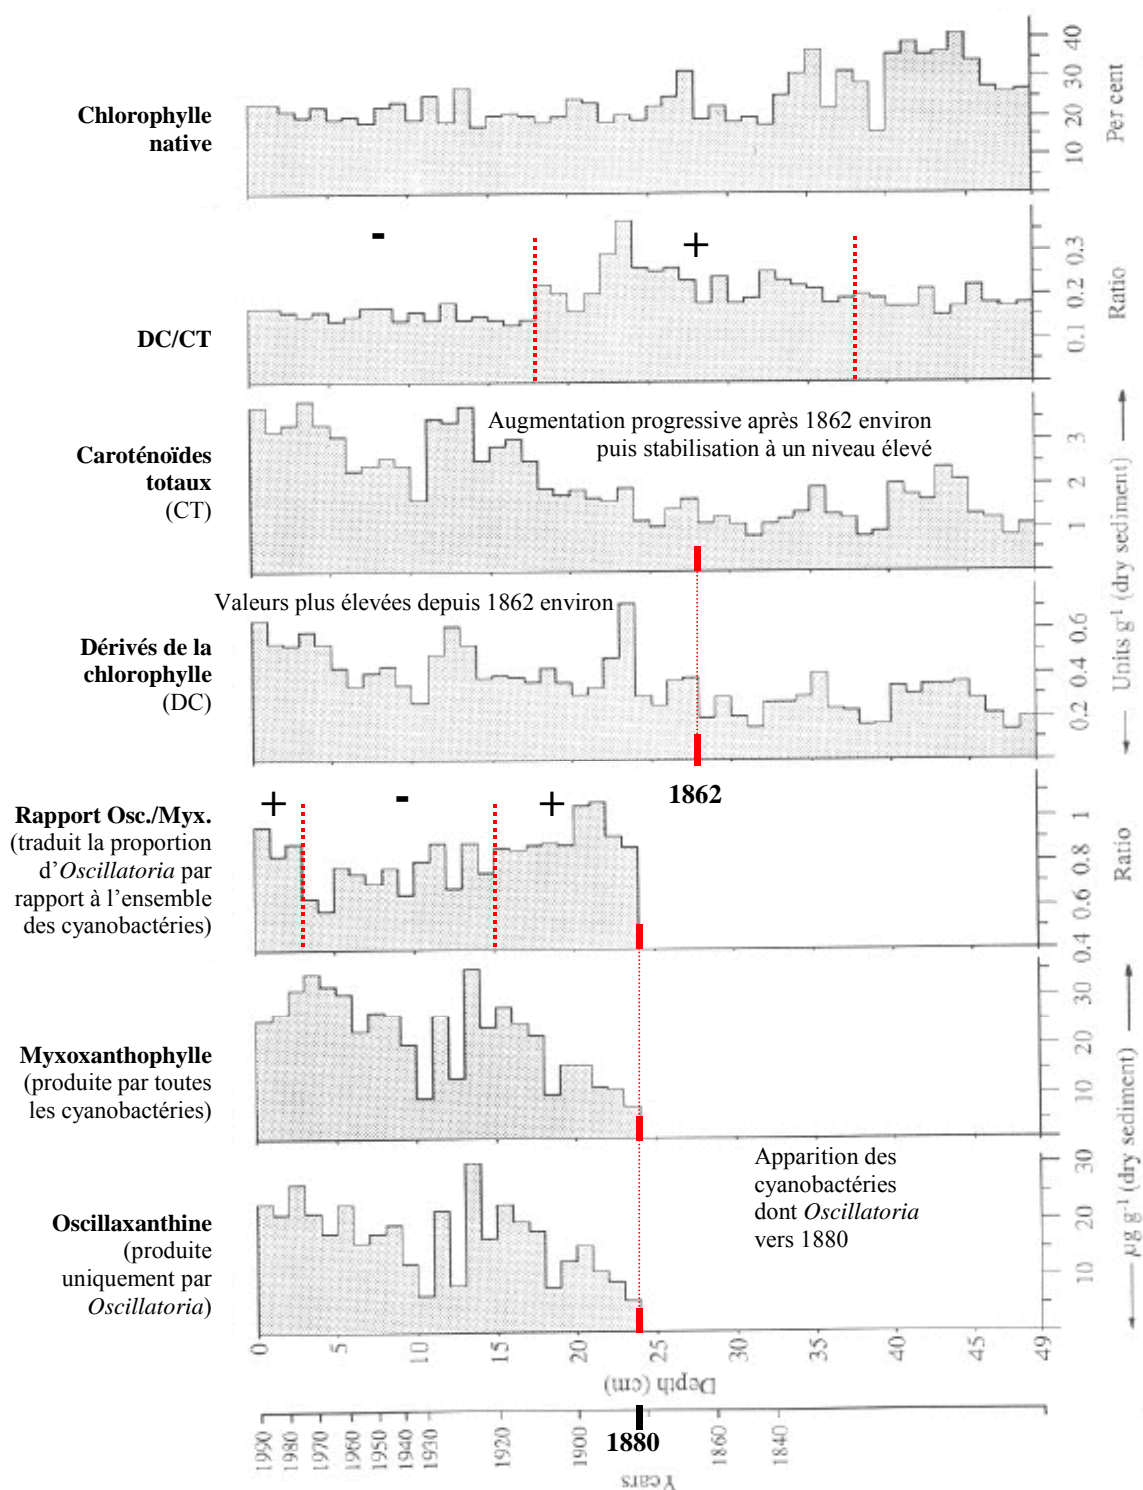 Chlorophylle
native
10 20 30 40
Per cent
-
+
DC/CT
0.1 0.2 0.3
Ratio
Caroténoïdes
totaux
(CT)
Augmentation progressive après 1862 environ
puis stabilisation à un niveau élevé
1 2 3
Valeurs plus élevées depuis 1862 environ
Dérivés de la
chlorophylle
(DC)
0.2 0.4 0.6
Units g-1 (dry sediment)
1862
Rapport Osc./Myx.
(traduit la proportion
d’Oscillatoria par
rapport à l’ensemble
des cyanobactéries)
+
-
+
0.4 0.6 0.8 1
Ratio
Myxoxanthophylle
(produite par toutes
les cyanobactéries)
10 20 30
Oscillaxanthine
(produite
uniquement par
Oscillatoria)
Apparition des
cyanobactéries
dont Oscillatoria
vers 1880
10 20 30
µg g-1 (dry sediment)
0 5 10 15 20 25 30 35 40 45 49
Depth (cm)
1990 1980 1970 1960 1950 1940 1930 1920 1900 1880 1860 1840
Years